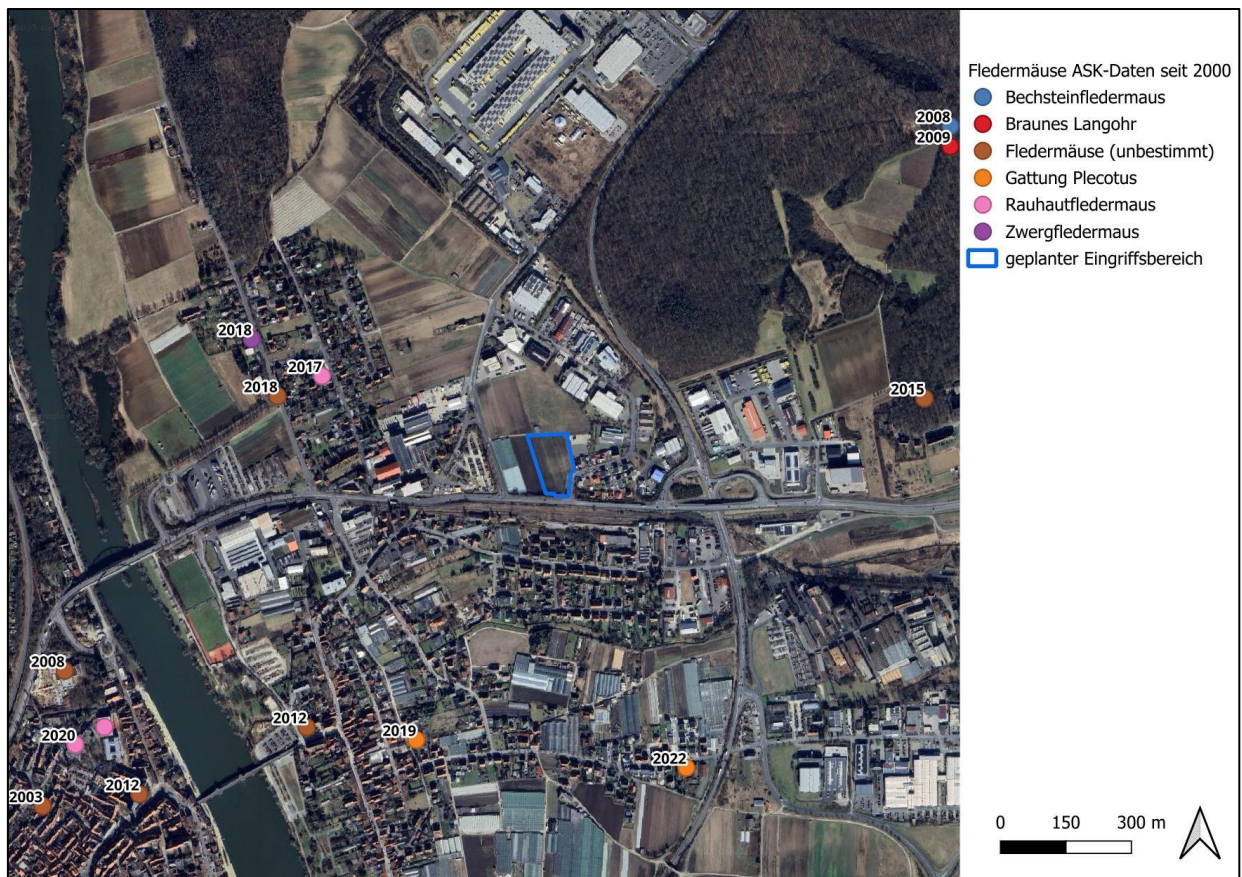 Fledermäuse ASK-Daten seit 2000
Bechsteinfledermaus
Braunes Langohr
Fledermäuse (unbestimmt)
Gattung Plecotus
Rauhautfledermaus
Zwergfledermaus
geplanter Eingriffsbereich
2008
2009
2018
2017
2018
2015
2008
2012
2019
2020
2022
2003
2012
0 150 300 m